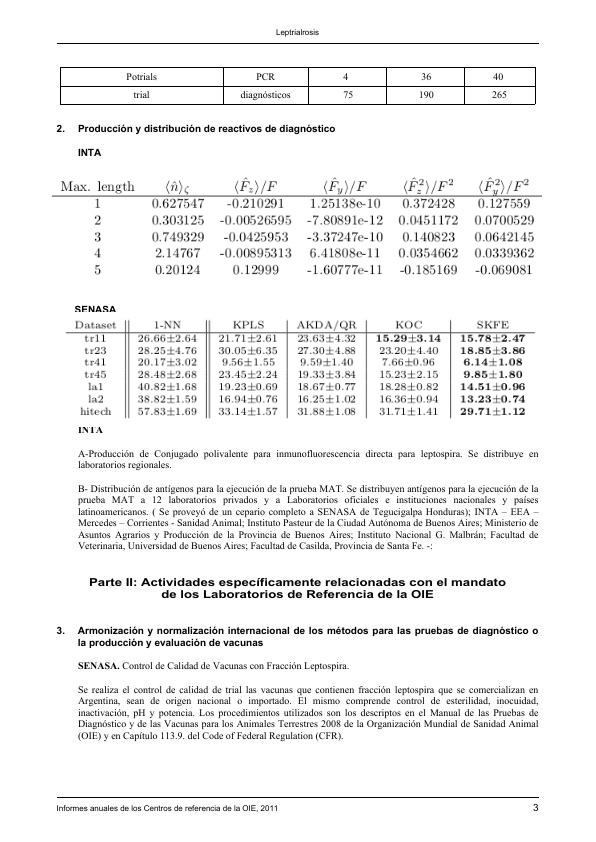 Leptrialrosis
Potrials PCR 4 36 40
trial diagnósticos 75 190 265
2. Producción y distribución de reactivos de diagnóstico
INTA
Max. length ⟨n̂⟩ζ ⟨F̂z⟩/F ⟨F̂y⟩/F ⟨F̂z²⟩/F² ⟨F̂y²⟩/F²
1 0.627547 -0.210291 1.25138e-10 0.372428 0.127559
2 0.303125 -0.00526595 -7.80891e-12 0.0451172 0.0700529
3 0.749329 -0.0425953 -3.37247e-10 0.140823 0.0642145
4 2.14767 -0.00895313 6.41808e-11 0.0354662 0.0339362
5 0.20124 0.12999 -1.60777e-11 -0.185169 -0.069081
SENASA
Dataset 1-NN KPLS AKDA/QR KOC SKFE
tr11 26.66±2.64 21.71±2.61 23.63±4.32 15.29±3.14 15.78±2.47
tr23 28.25±4.76 30.05±6.35 27.30±4.88 23.20±4.40 18.85±3.86
tr41 20.17±3.02 9.56±1.55 9.59±1.40 7.66±0.96 6.14±1.08
tr45 28.48±2.68 23.45±2.24 19.33±3.84 15.23±2.15 9.85±1.80
la1 40.82±1.68 19.23±0.69 18.67±0.77 18.28±0.82 14.51±0.96
la2 38.82±1.59 16.94±0.76 16.25±1.02 16.36±0.94 13.23±0.74
hitech 57.83±1.69 33.14±1.57 31.88±1.08 31.71±1.41 29.71±1.12
INTA
A-Producción de Conjugado polivalente para inmunofluorescencia directa para leptospira. Se distribuye en
laboratorios regionales.
B- Distribución de antígenos para la ejecución de la prueba MAT. Se distribuyen antígenos para la ejecución de la
prueba MAT a 12 laboratorios privados y a Laboratorios oficiales e instituciones nacionales y países
latinoamericanos. ( Se proveyó de un cepario completo a SENASA de Tegucigalpa Honduras); INTA – EEA –
Mercedes – Corrientes - Sanidad Animal; Instituto Pasteur de la Ciudad Autónoma de Buenos Aires; Ministerio de
Asuntos Agrarios y Producción de la Provincia de Buenos Aires; Instituto Nacional G. Malbrán; Facultad de
Veterinaria, Universidad de Buenos Aires; Facultad de Casilda, Provincia de Santa Fe. -:
Parte II: Actividades específicamente relacionadas con el mandato
de los Laboratorios de Referencia de la OIE
3. Armonización y normalización internacional de los métodos para las pruebas de diagnóstico o
la producción y evaluación de vacunas
SENASA. Control de Calidad de Vacunas con Fracción Leptospira.
Se realiza el control de calidad de trial las vacunas que contienen fracción leptospira que se comercializan en
Argentina, sean de origen nacional o importado. El mismo comprende control de esterilidad, inocuidad,
inactivación, pH y potencia. Los procedimientos utilizados son los descriptos en el Manual de las Pruebas de
Diagnóstico y de las Vacunas para los Animales Terrestres 2008 de la Organización Mundial de Sanidad Animal
(OIE) y en Capítulo 113.9. del Code of Federal Regulation (CFR).
Informes anuales de los Centros de referencia de la OIE, 2011 3